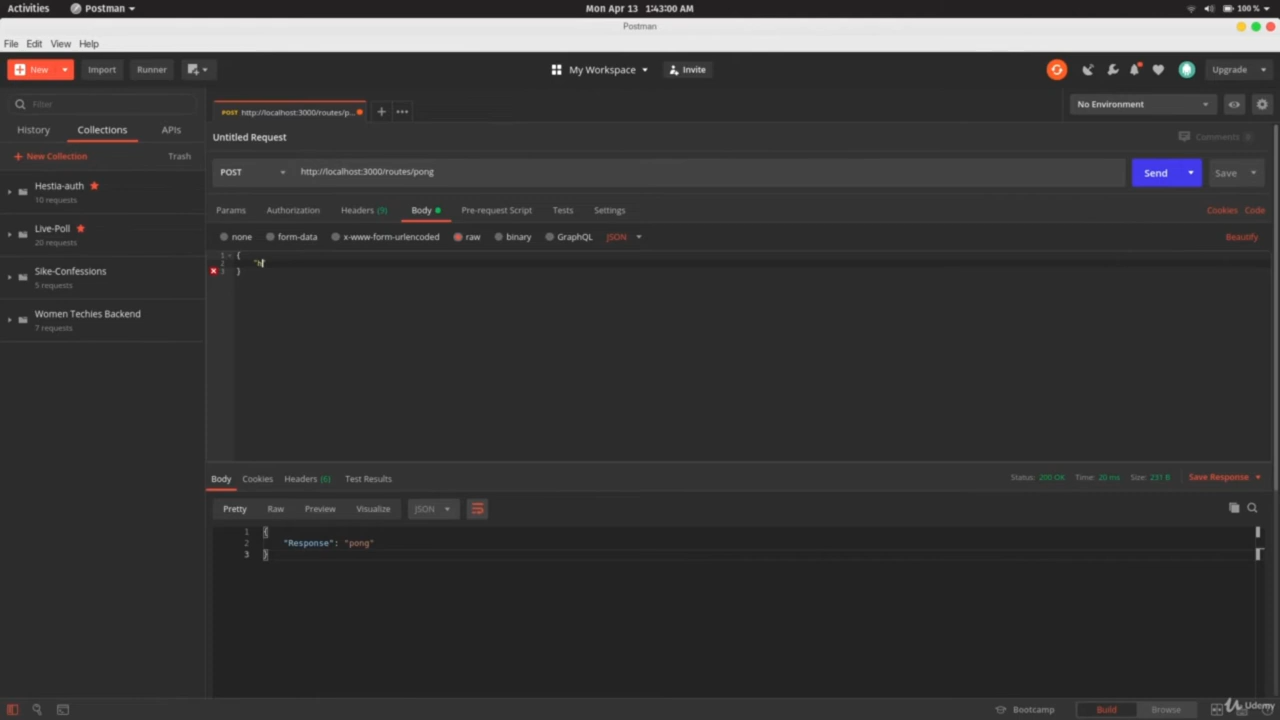 Activities Postman Mon Apr 13 1:43:00 AM 100 %
Postman
File Edit View Help
New Import Runner My Workspace Invite Upgrade
Filter
POST http://localhost:3000/routes/p... No Environment
History Collections APIs
Untitled Request Comments 0
New Collection Trash
POST http://localhost:3000/routes/pong Send Save
Hestia-auth
10 requests
Live-Poll
20 requests
Sike-Confessions
5 requests
Women Techies Backend
7 requests
Params Authorization Headers (9) Body Pre-request Script Tests Settings Cookies Code
none form-data x-www-form-urlencoded raw binary GraphQL JSON Beautify
1 {
2 "h"
3 }
Body Cookies Headers (6) Test Results Status: 200 OK Time: 20 ms Size: 231 B Save Response
Pretty Raw Preview Visualize JSON
1 {
2 "Response": "pong"
3 }
Bootcamp Build Browse
Udemy